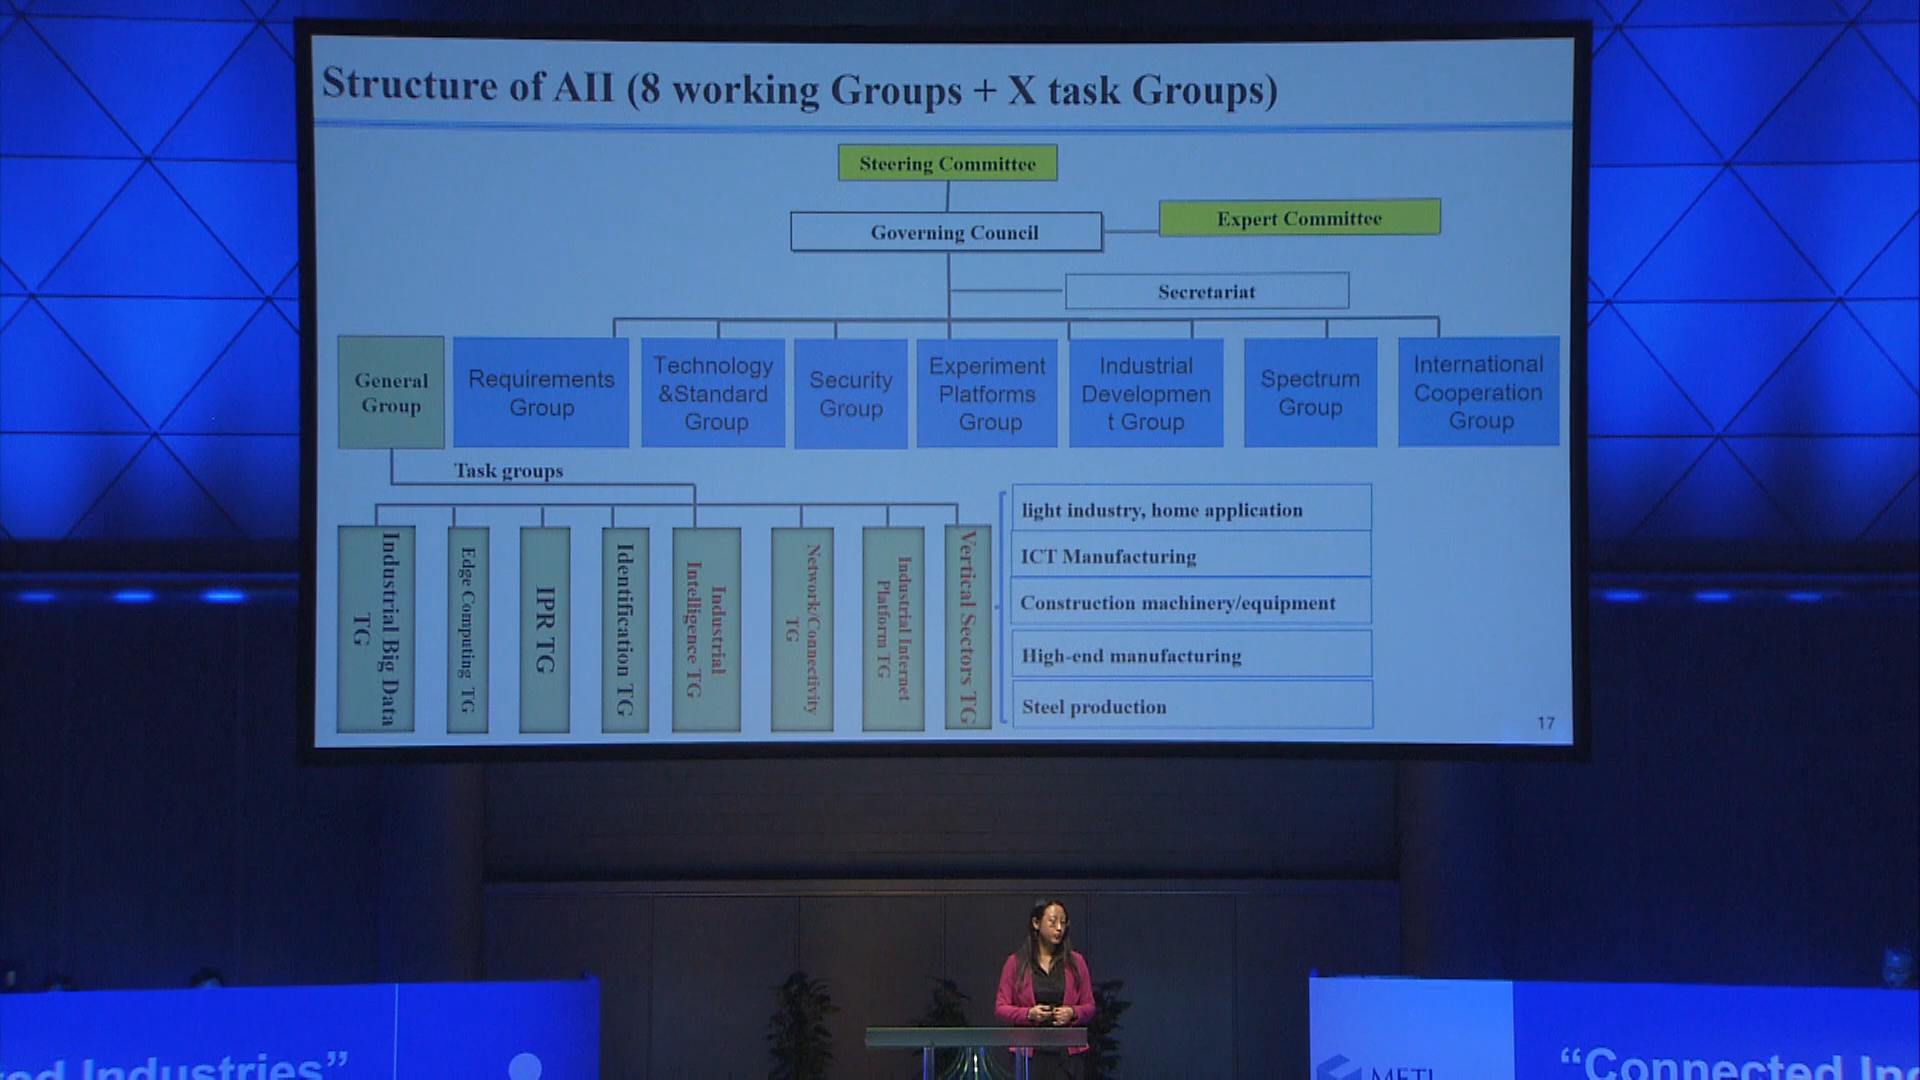 Structure of AII (8 working Groups + X task Groups)
Steering Committee
Governing Council
Expert Committee
Secretariat
General
Group
Requirements
Group
Technology
&Standard
Group
Security
Group
Experiment
Platforms
Group
Industrial
Developmen
t Group
Spectrum
Group
International
Cooperation
Group
Task groups
Industrial Big Data
TG
Edge Computing TG
IPR TG
Identification TG
Industrial
Intelligence TG
Network/Connectivity
TG
Industrial Internet
Platform TG
Vertical Sectors TG
light industry, home application
ICT Manufacturing
Construction machinery/equipment
High-end manufacturing
Steel production
17
ed Industries”
METI
“Connected Ind